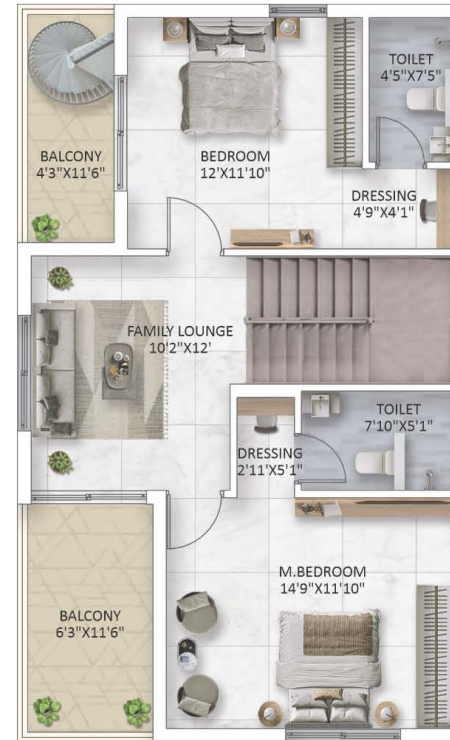 TOILET
4'5"X7'5"
BALCONY
4'3"X11'6"
BEDROOM
12'X11'10"
DRESSING
4'9"X4'1"
FAMILY LOUNGE
10'2"X12'
TOILET
7'10"X5'1"
DRESSING
2'11"X5'1"
M.BEDROOM
14'9"X11'10"
BALCONY
6'3"X11'6"